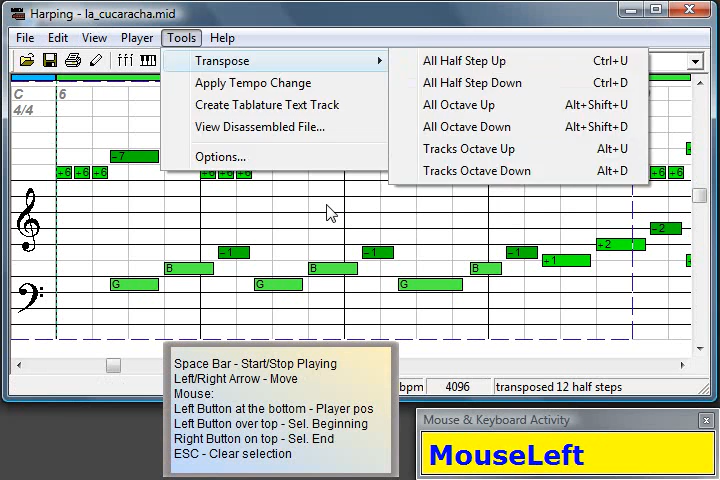 Harping - la_cucaracha.mid
File Edit View Player Tools Help
Transpose
Apply Tempo Change
Create Tablature Text Track
View Disassembled File...
Options...
All Half Step Up Ctrl+U
All Half Step Down Ctrl+D
All Octave Up Alt+Shift+U
All Octave Down Alt+Shift+D
Tracks Octave Up Alt+U
Tracks Octave Down Alt+D
C 6
4/4
-7
+6 +6 +6 +6 +6 +6 +6 +6
-2
+2
-1 -1 -1 +1
B B B
G G G
Space Bar - Start/Stop Playing
Left/Right Arrow - Move
Mouse:
Left Button at the bottom - Player pos
Left Button over top - Sel. Beginning
Right Button on top - Sel. End
ESC - Clear selection
bpm 4096 transposed 12 half steps
Mouse & Keyboard Activity
MouseLeft